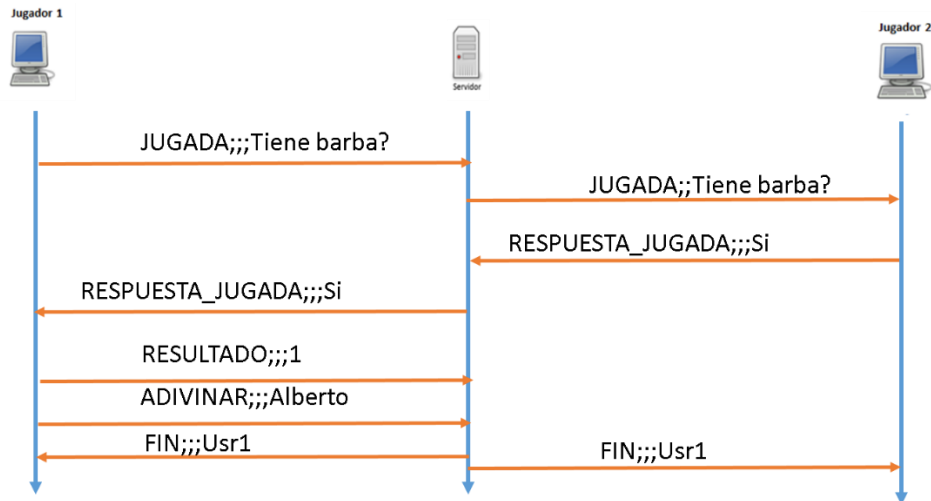 Jugador 1
Jugador 2
Servidor
JUGADA;;;Tiene barba?
JUGADA;;Tiene barba?
RESPUESTA_JUGADA;;;Si
RESPUESTA_JUGADA;;;Si
RESULTADO;;;1
ADIVINAR;;;Alberto
FIN;;;Usr1
FIN;;;Usr1